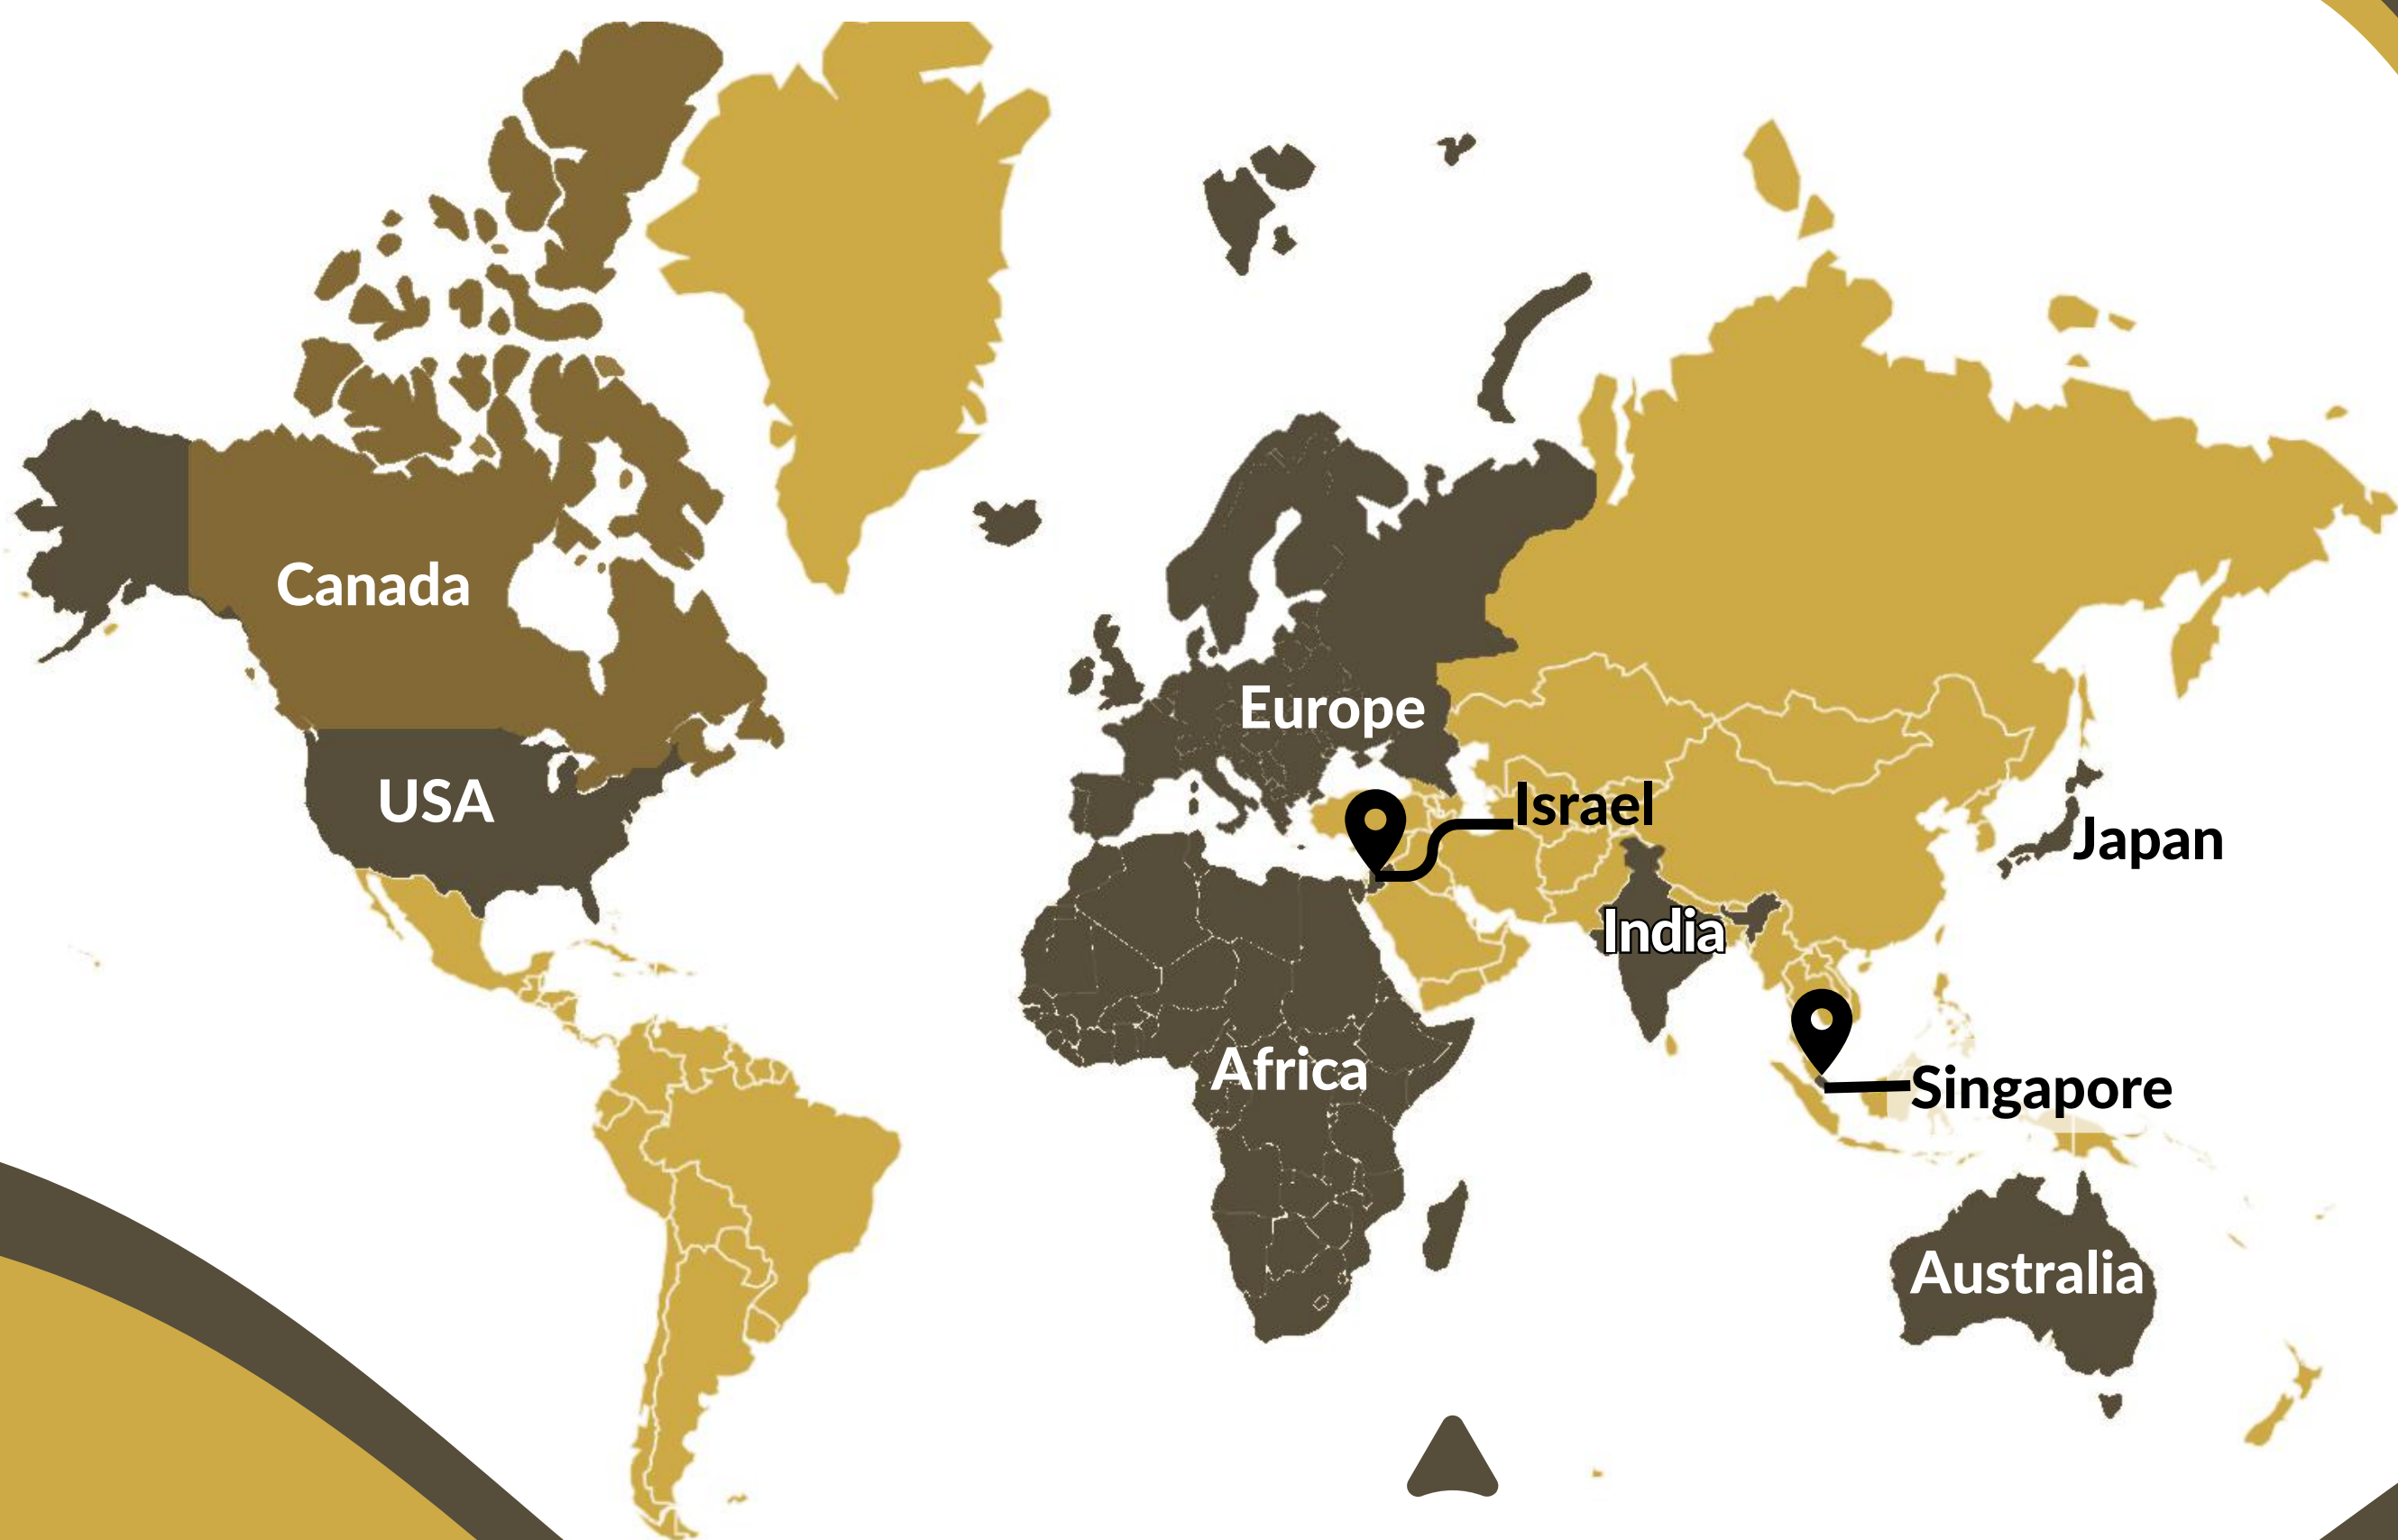 Canada
Europe
USA
Israel
Japan
India
Africa
Singapore
Australia